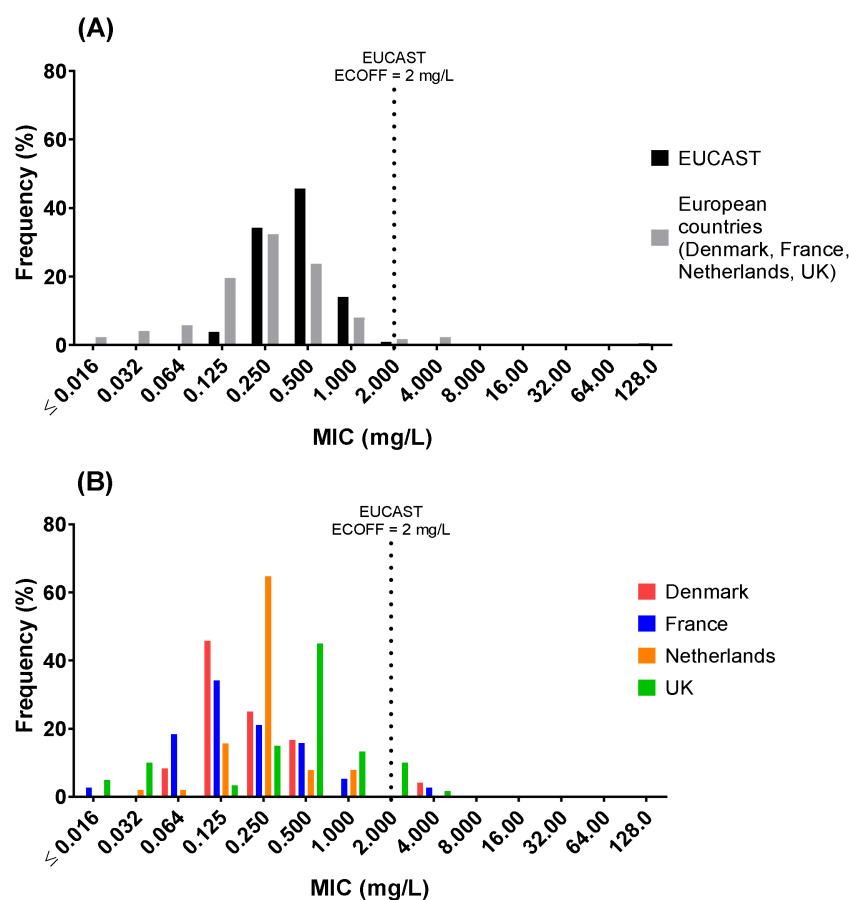 (A)
EUCAST
ECOFF = 2 mg/L
80
60
40
20
0
Frequency (%)
≤ 0.016
0.032
0.064
0.125
0.250
0.500
1.000
2.000
4.000
8.000
16.00
32.00
64.00
128.0
MIC (mg/L)
EUCAST
European
countries
(Denmark, France,
Netherlands, UK)
(B)
EUCAST
ECOFF = 2 mg/L
80
60
40
20
0
Frequency (%)
≤ 0.016
0.032
0.064
0.125
0.250
0.500
1.000
2.000
4.000
8.000
16.00
32.00
64.00
128.0
MIC (mg/L)
Denmark
France
Netherlands
UK